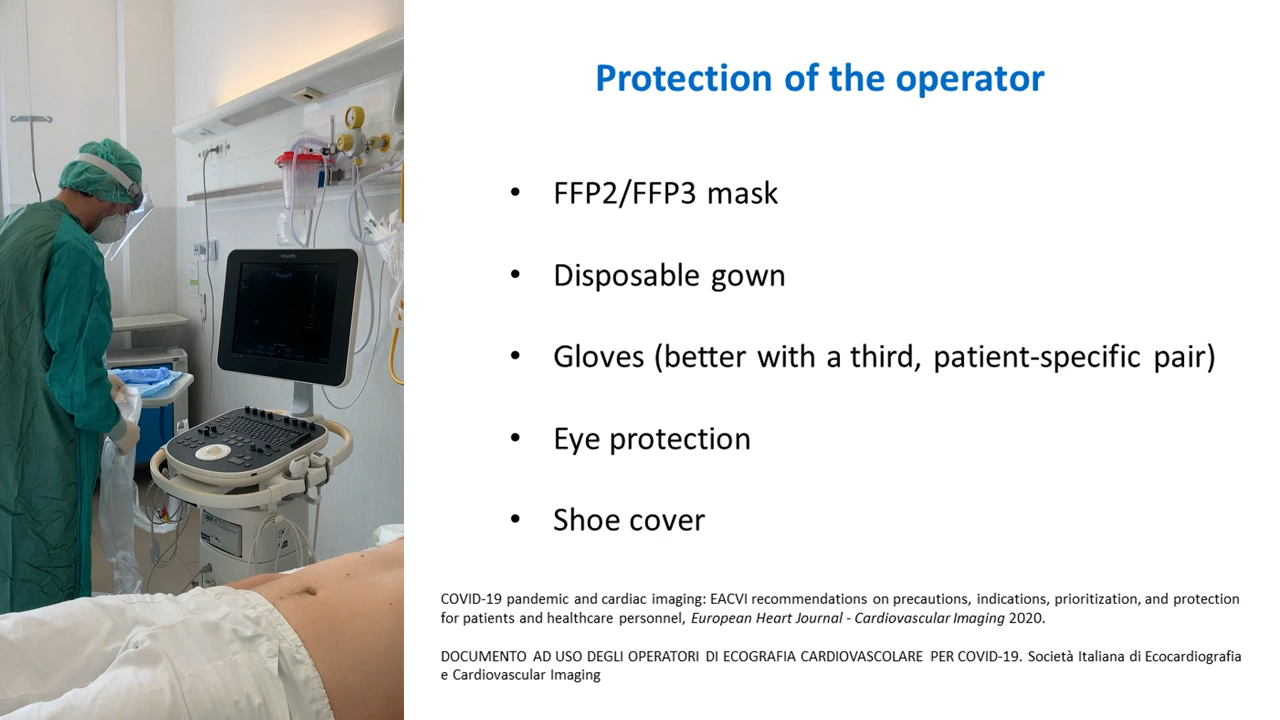 Protection of the operator
• FFP2/FFP3 mask
• Disposable gown
• Gloves (better with a third, patient-specific pair)
• Eye protection
• Shoe cover
COVID-19 pandemic and cardiac imaging: EACVI recommendations on precautions, indications, prioritization, and protection
for patients and healthcare personnel, European Heart Journal - Cardiovascular Imaging 2020.
DOCUMENTO AD USO DEGLI OPERATORI DI ECOGRAFIA CARDIOVASCOLARE PER COVID-19. Società Italiana di Ecocardiografia
e Cardiovascular Imaging
PHILIPS